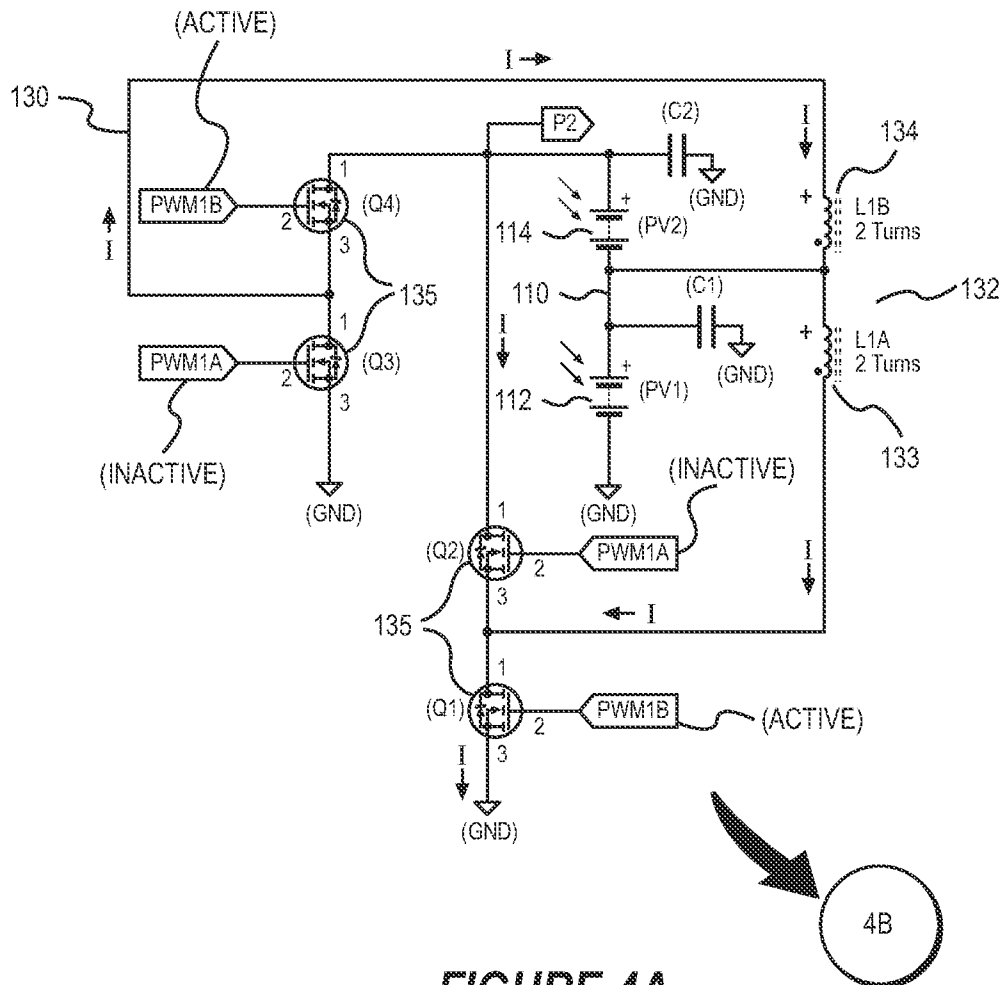 (ACTIVE)
I
130
P2
(C2)
I
134
1
(GND)
+
L1B
2 Turns
PWM1B
2
(Q4)
+
(PV2)
114
I
3
135
110
(C1)
132
1
I
+
L1A
2 Turns
PWM1A
2
(Q3)
(GND)
+
(PV1)
112
3
133
(INACTIVE)
(INACTIVE)
(GND)
1
(GND)
(Q2)
2
PWM1A
I
3
135
I
1
(Q1)
2
PWM1B
(ACTIVE)
3
I
(GND)
4B
FIGURE 4A